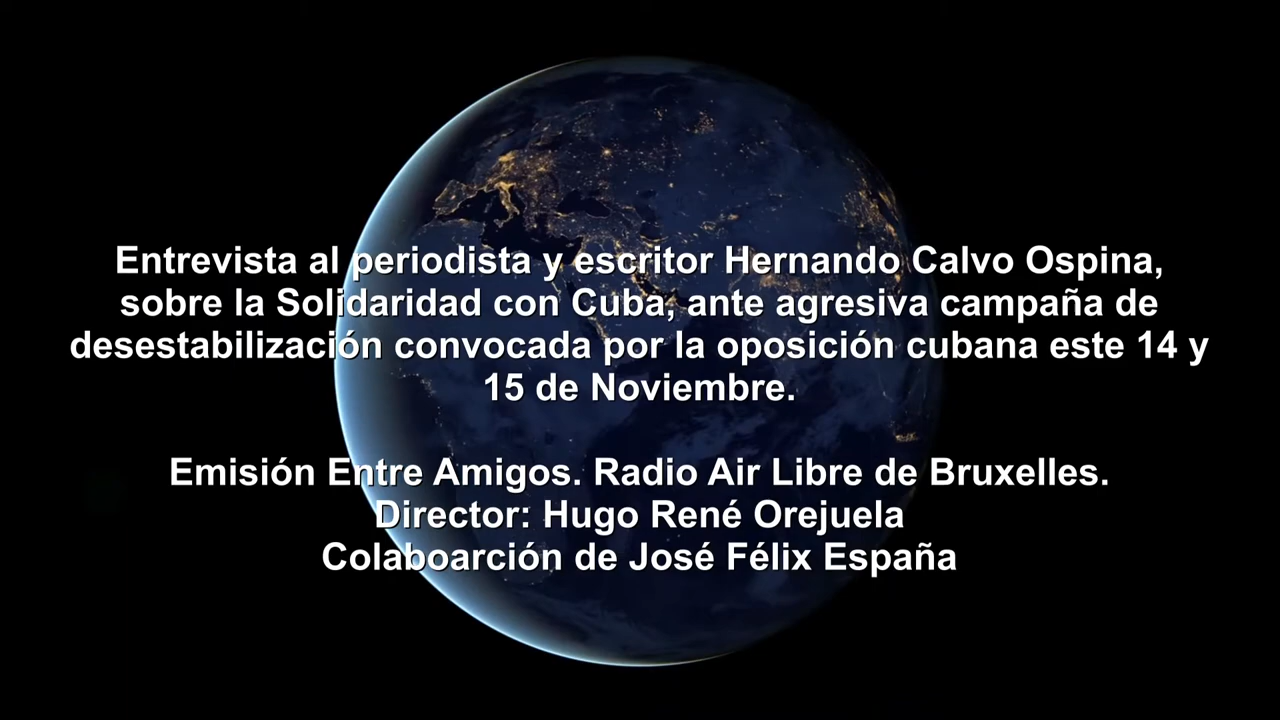 Entrevista al periodista y escritor Hernando Calvo Ospina,
sobre la Solidaridad con Cuba, ante agresiva campaña de
desestabilización convocada por la oposición cubana este 14 y
15 de Noviembre.
Emisión Entre Amigos. Radio Air Libre de Bruxelles.
Director: Hugo René Orejuela
Colaboarción de José Félix España